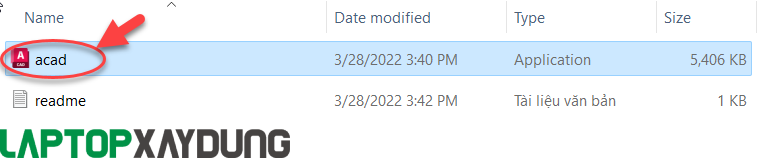 Name Date modified Type Size
A CAD acad 3/28/2022 3:40 PM Application 5,406 KB
readme 3/28/2022 3:42 PM Tài liệu văn bản 1 KB
LAPTOPXAYDUNG